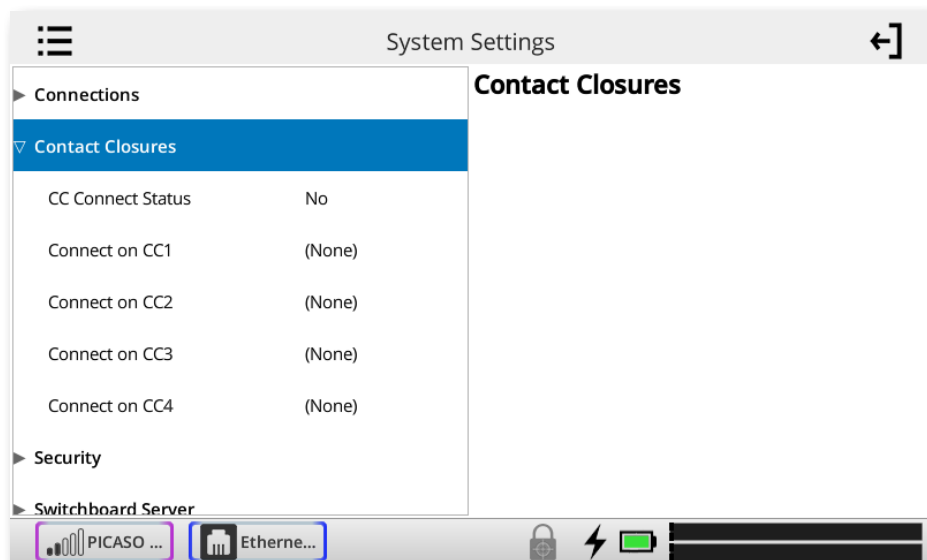 System Settings
Connections
Contact Closures
Contact Closures
CC Connect Status No
Connect on CC1 (None)
Connect on CC2 (None)
Connect on CC3 (None)
Connect on CC4 (None)
Security
Switchboard Server
PICASO ... Etherne...